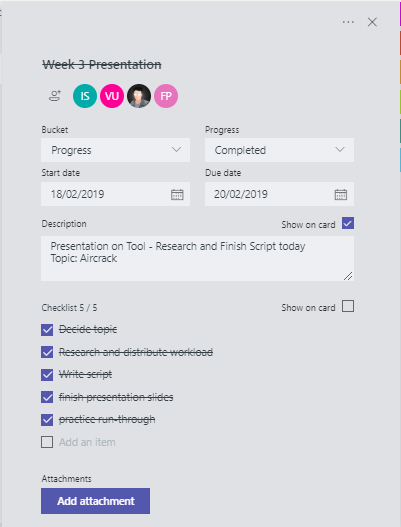 Week 3 Presentation
IS VU FP
Bucket Progress
Progress Completed
Start date Due date
18/02/2019 20/02/2019
Description Show on card
Presentation on Tool - Research and Finish Script today
Topic: Aircrack
Checklist 5 / 5 Show on card
Decide topic
Research and distribute workload
Write script
finish presentation slides
practice run-through
Add an item
Attachments
Add attachment